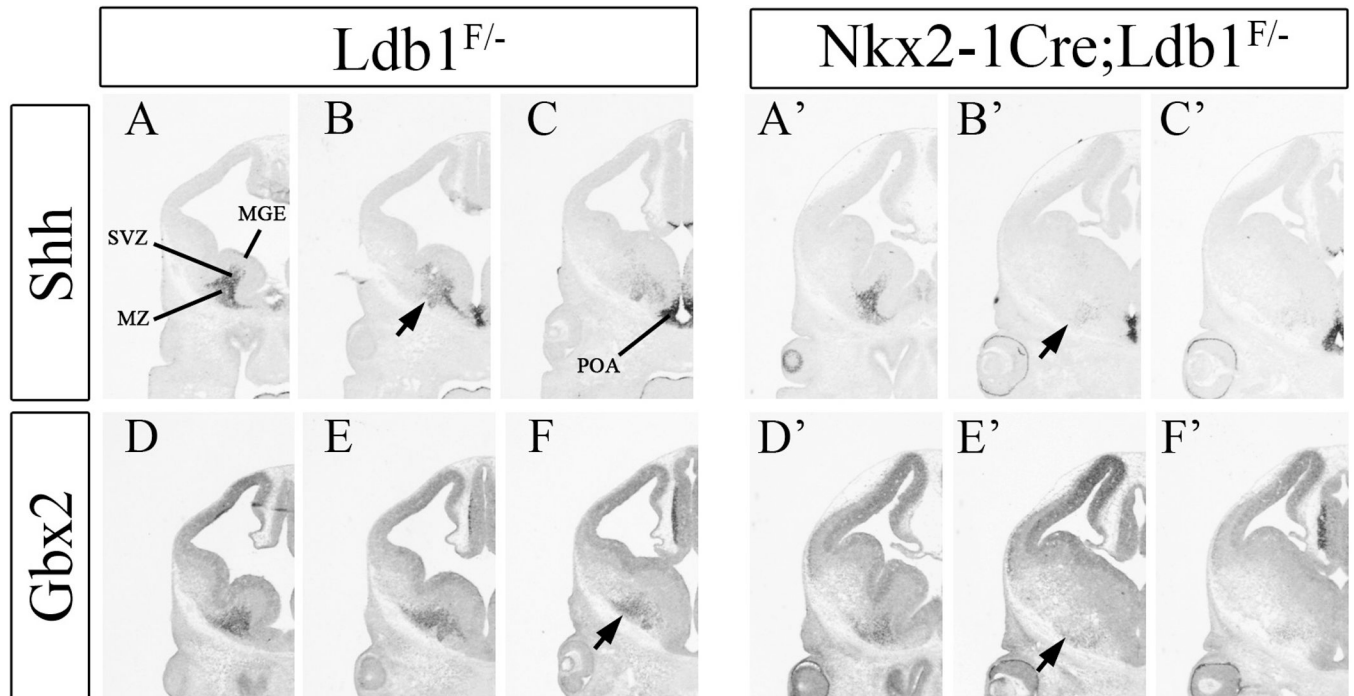 Ldb1F/-
Nkx2-1Cre;Ldb1F/-
Shh
A
B
C
A’
B’
C’
MGE
SVZ
MZ
POA
Gbx2
D
E
F
D’
E’
F’